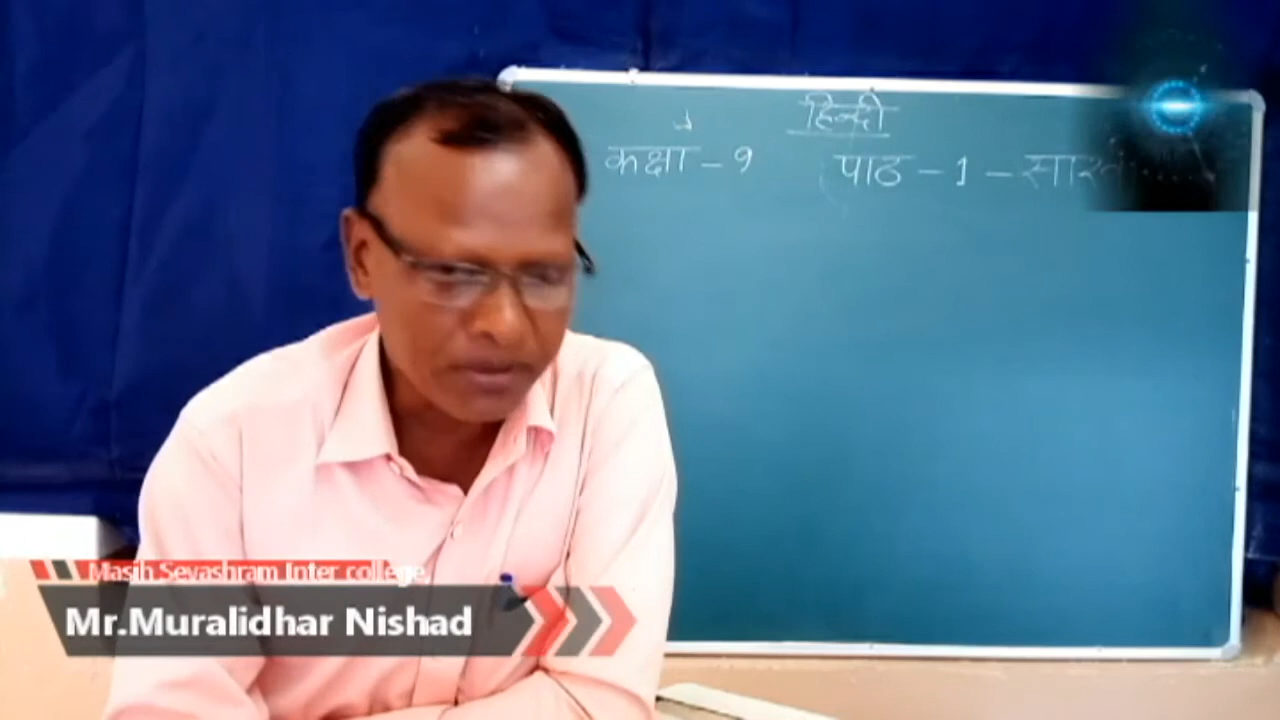 हिन्दी
कक्षा - 9 पाठ - 1 -
Masih Sevashram Inter college
Mr.Muralidhar Nishad